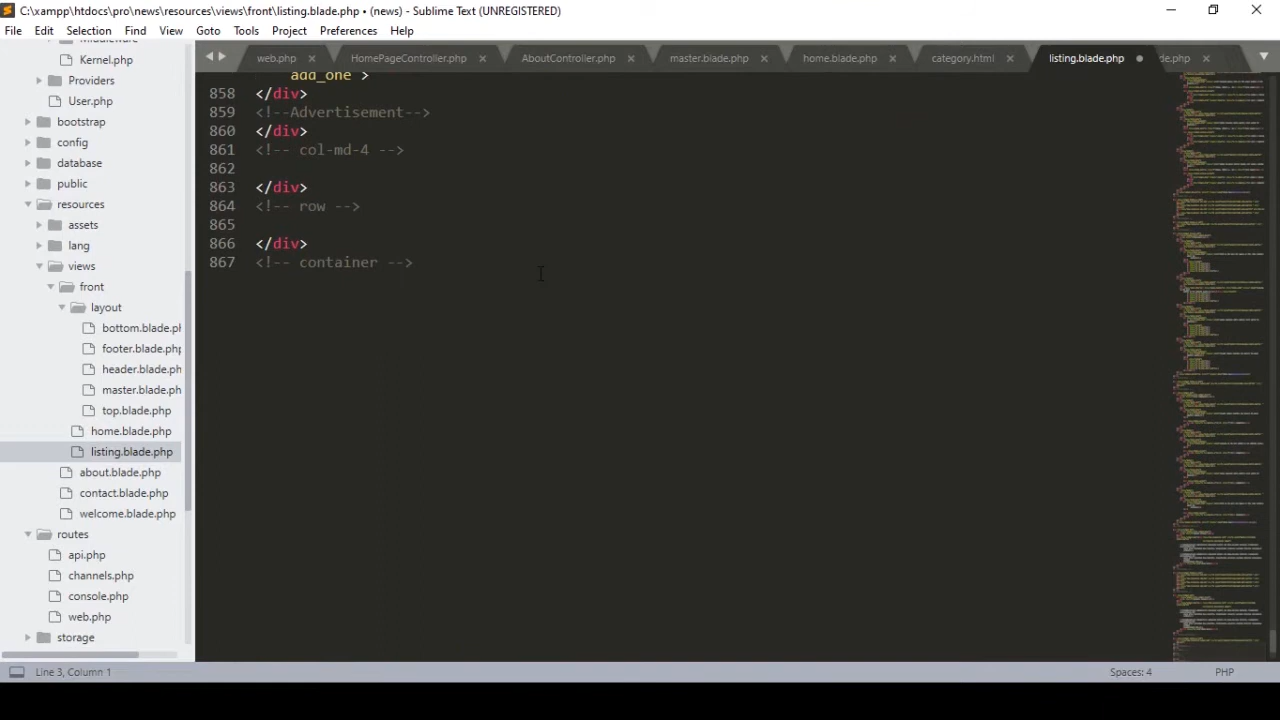 C:\xampp\htdocs\pro\news\resources\views\front\listing.blade.php • (news) - Sublime Text (UNREGISTERED)
File Edit Selection Find View Goto Tools Project Preferences Help
web.php HomePageController.php AboutController.php master.blade.php home.blade.php category.html listing.blade.php de.php
Kernel.php
Providers
User.php
bootstrap
config
database
public
resources
assets
lang
views
front
layout
bottom.blade.ph
footer.blade.php
header.blade.ph
master.blade.ph
top.blade.php
home.blade.php
listing.blade.php
about.blade.php
contact.blade.php
welcome.blade.php
routes
api.php
channels.php
console.php
web.php
storage
add_one">
858 </div>
859 <!--Advertisement-->
860 </div>
861 <!-- col-md-4 -->
862
863 </div>
864 <!-- row -->
865
866 </div>
867 <!-- container -->
Line 3, Column 1 Spaces: 4 PHP